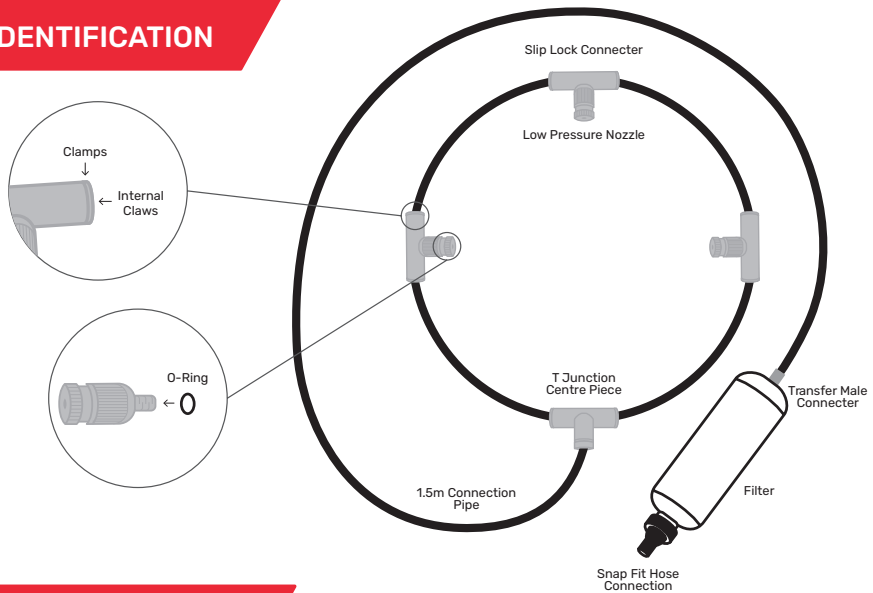 DENTIFICATION
Slip Lock Connecter
Low Pressure Nozzle
Clamps
Internal
Claws
O-Ring
T Junction
Centre Piece
Transfer Male
Connecter
1.5m Connection
Pipe
Filter
Snap Fit Hose
Connection